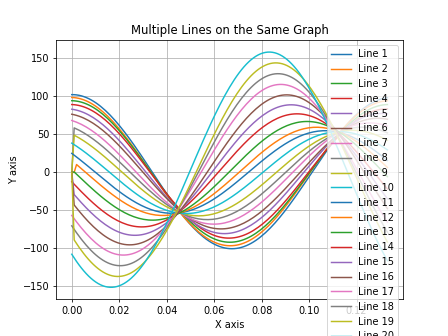 Multiple Lines on the Same Graph
150
100
50
0
−50
−100
−150
Y axis
0.00
0.02
0.04
0.06
0.08
0.10
X axis
Line 1
Line 2
Line 3
Line 4
Line 5
Line 6
Line 7
Line 8
Line 9
Line 10
Line 11
Line 12
Line 13
Line 14
Line 15
Line 16
Line 17
Line 18
Line 19
Line 20